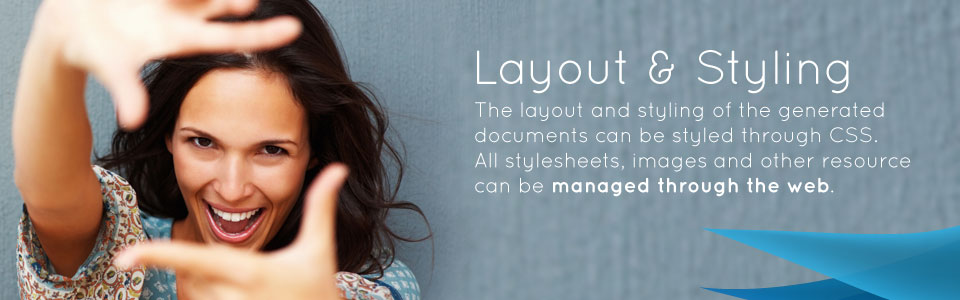 Layout & Styling
The layout and styling of the generated
documents can be styled through CSS.
All stylesheets, images and other resource
can be managed through the web.